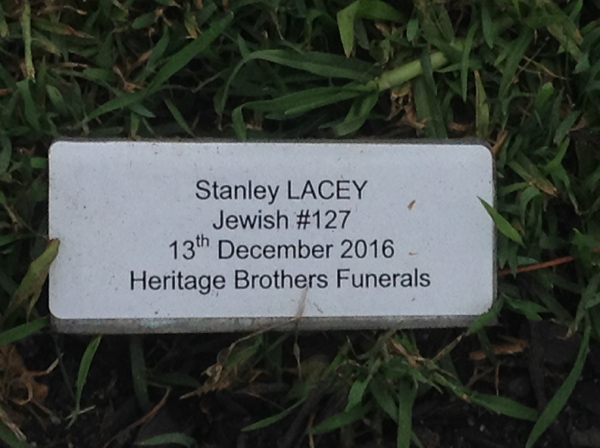 Stanley LACEY
Jewish #127
13th December 2016
Heritage Brothers Funerals